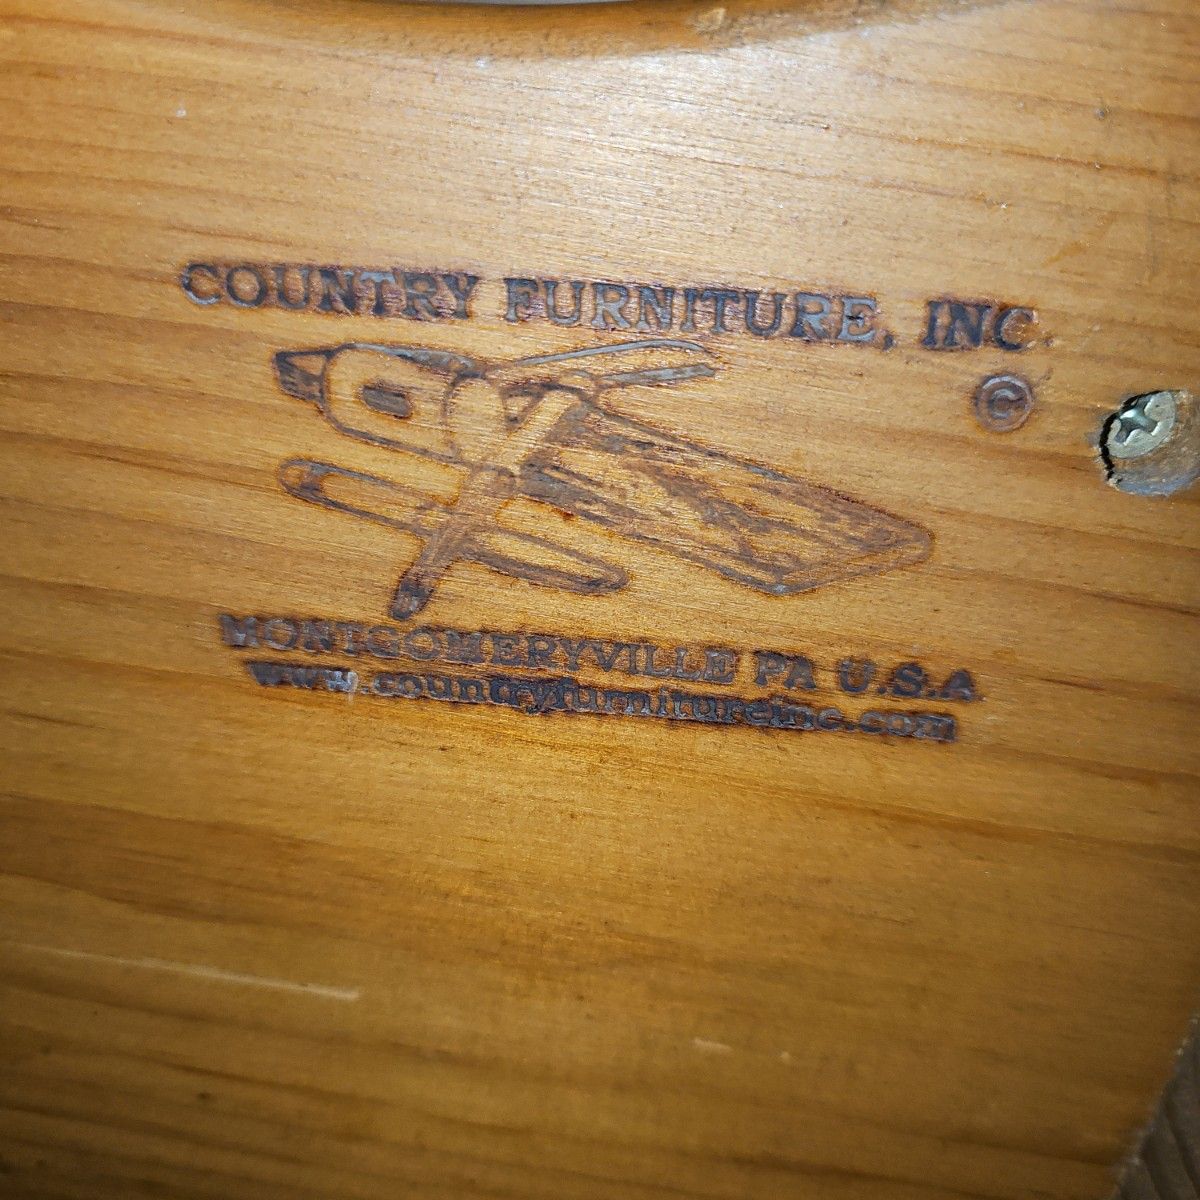 COUNTRY FURNITURE, INC.
©
MONTGOMERYVILLE PA U.S.A
www.countryfurnitureinc.com